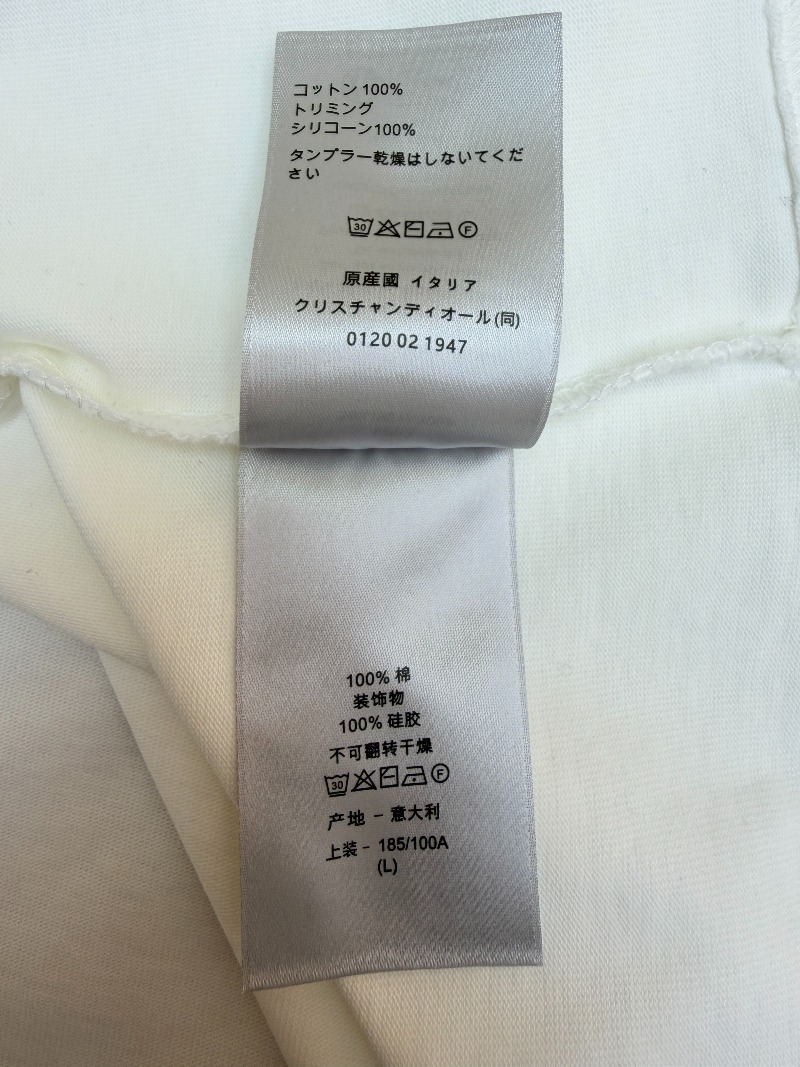 コットン 100%
トリミング
シリコーン100%
タンブラー乾燥はしないてくだ
さい
30 F
原産國 イタリア
クリスチャンディオール(同)
0120 02 1947
100% 棉
装饰物
100% 硅胶
不可翻转干燥
30 F
产地 - 意大利
上装 - 185/100A
(L)